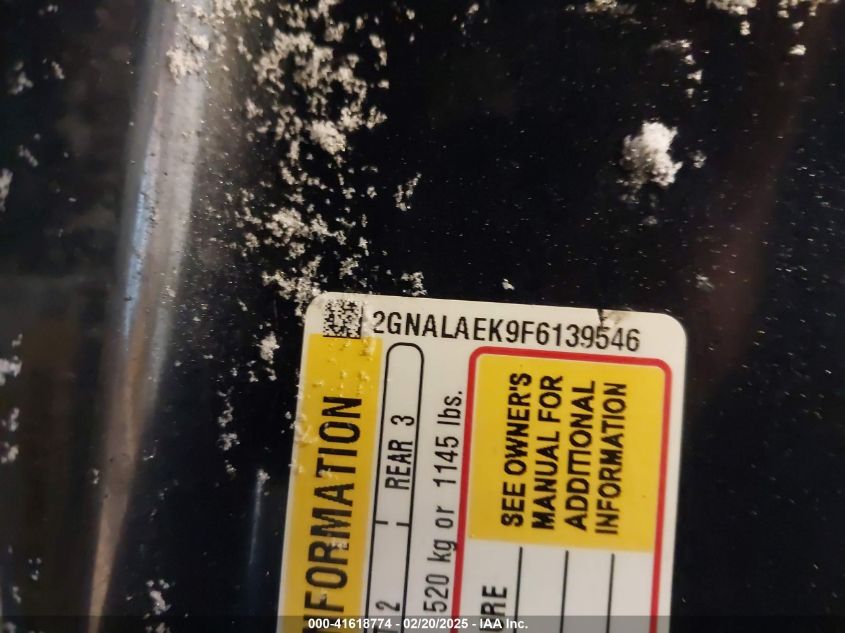 2GNALAEK9F6139546
INFORMATION
REAR 3
2
520 kg or 1145 lbs.
SEE OWNER'S
MANUAL FOR
ADDITIONAL
INFORMATION
000-41618774 | 02/20/2025 - IAA Inc.